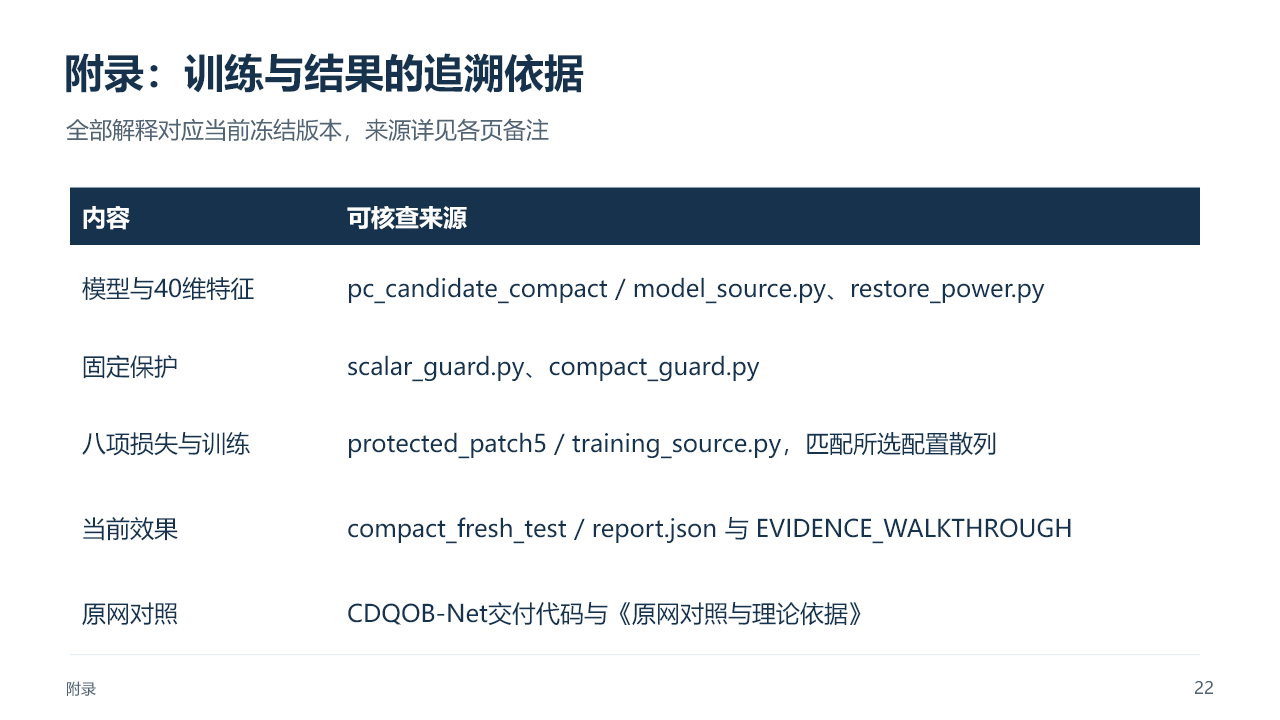 附录：训练与结果的追溯依据
全部解释对应当前冻结版本，来源详见各页备注
内容 可核查来源
模型与40维特征 pc_candidate_compact / model_source.py、restore_power.py
固定保护 scalar_guard.py、compact_guard.py
八项损失与训练 protected_patch5 / training_source.py，匹配所选配置散列
当前效果 compact_fresh_test / report.json 与 EVIDENCE_WALKTHROUGH
原网对照 CDQOB-Net交付代码与《原网对照与理论依据》
附录 22